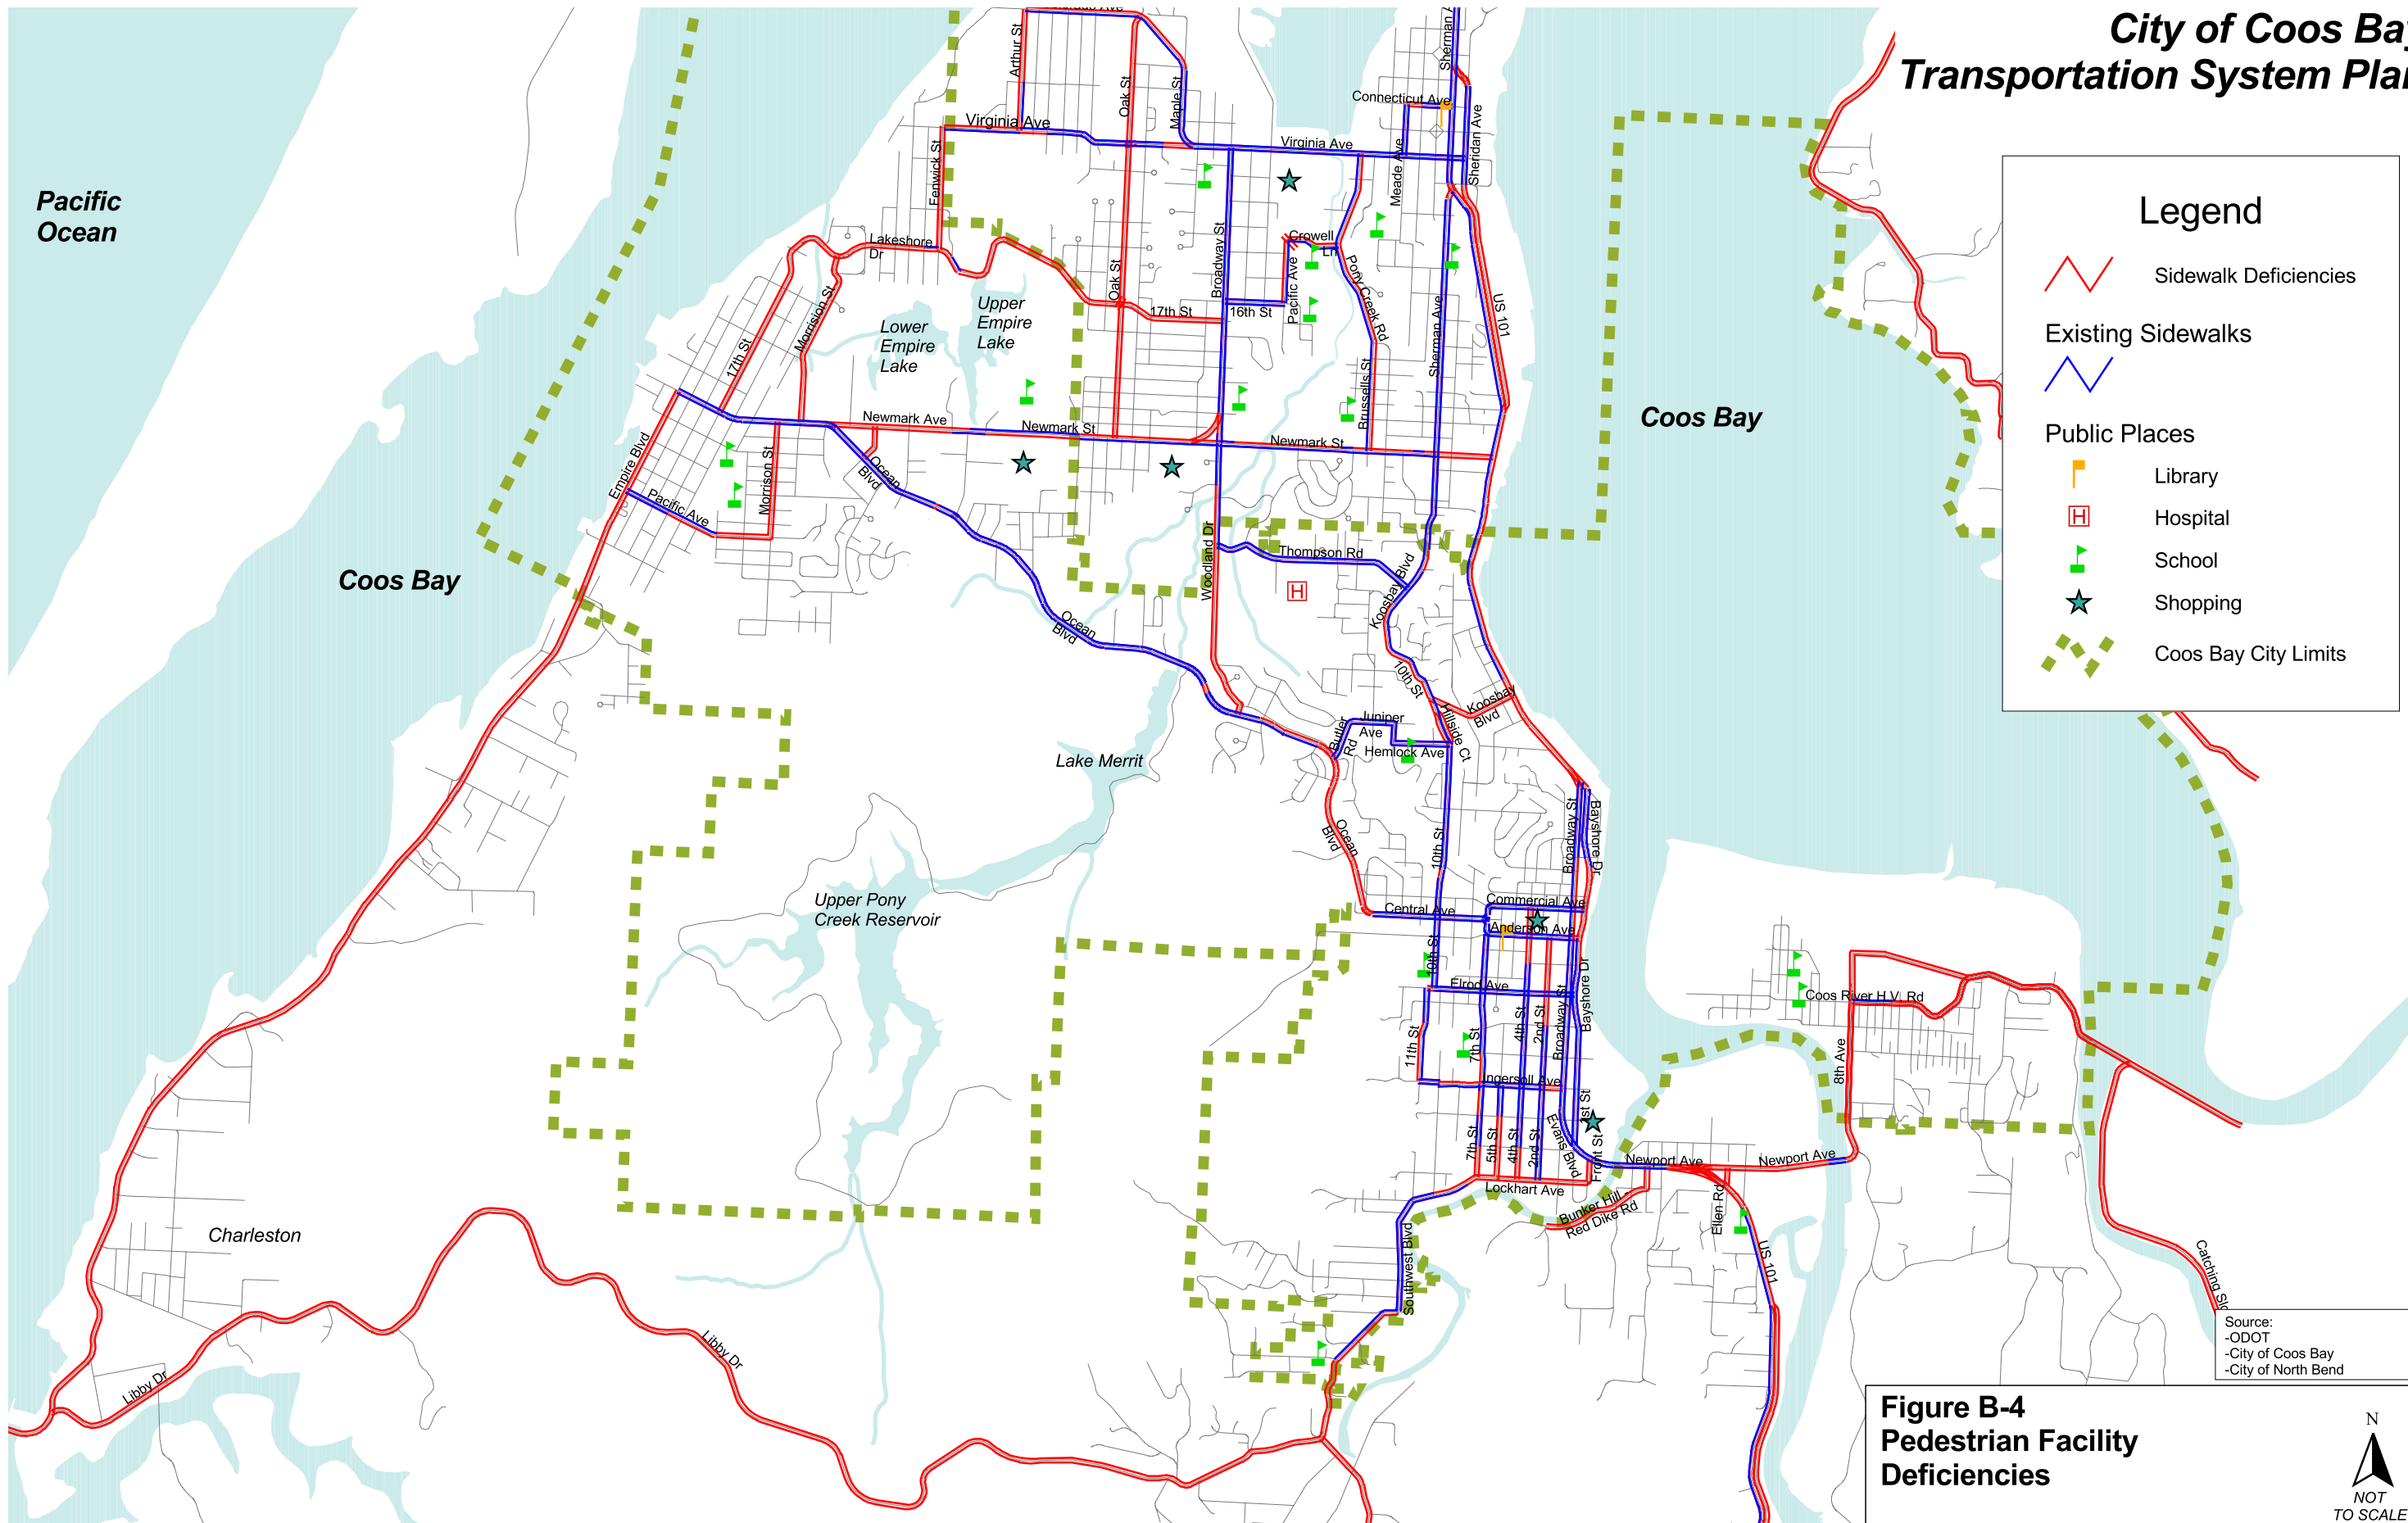 City of Coos Bay
Transportation System Plan
Pacific
Ocean
Arthur St
Oak St
Maple St
Sherman A
Connecticut Ave
Virginia Ave
Virginia Ave
Meade Ave
Sheridan Ave
Fenwick St
Lakeshore
Dr
Broadway St
Crowell
Ln
Pacific Ave
Pony Creek Rd
Oak St
17th St
16th St
Sherman Ave
US 101
Upper
Empire
Lake
Lower
Empire
Lake
Morrision St
17th St
Brussells St
Newmark Ave
Newmark St
Newmark St
Coos Bay
Empire Blvd
Pacific Ave
Morrison St
Ocean
Blvd
Coos Bay
Woodland Dr
Thompson Rd
H
Koosbay Blvd
Ocean
Blvd
10th St
Koosbay
Blvd
Hillside Ct
Juniper
Ave
Butler
Rd
Hemlock Ave
Lake Merrit
Broadway St
Bayshore Dr
Ocean
Blvd
10th St
Upper Pony
Creek Reservoir
Central Ave
Commercial Ave
Anderson Ave
10th St
Elrod Ave
Bayshore Dr
Broadway St
4th St
2nd St
7th St
11th St
Ingersoll Ave
1st St
Evans Blvd
7th St
5th St
4th St
2nd St
Front St
Lockhart Ave
Newport Ave
Newport Ave
Bunker Hill
Red Dike Rd
Ellen Rd
US 101
8th Ave
Coos River H.V. Rd
Southwest Blvd
Catching Slo
Charleston
Libby Dr
Libby Dr
Legend
Sidewalk Deficiencies
Existing Sidewalks
Public Places
Library
H
Hospital
School
Shopping
Coos Bay City Limits
Source:
-ODOT
-City of Coos Bay
-City of North Bend
Figure B-4
Pedestrian Facility
Deficiencies
N
NOT
TO SCALE